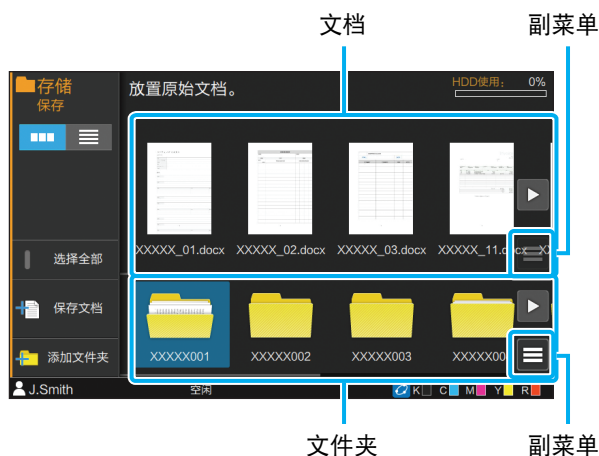 文档 副菜单
存储
保存
放置原始文档。
HDD使用： 0%
XXXXX_01.docx XXXXX_02.docx XXXXX_03.docx XXXXX_11.docx XX
选择全部
保存文档
添加文件夹
XXXXX001 XXXXX002 XXXXX003 XXXXX00
J.Smith 空闲 K C M Y R
文件夹 副菜单